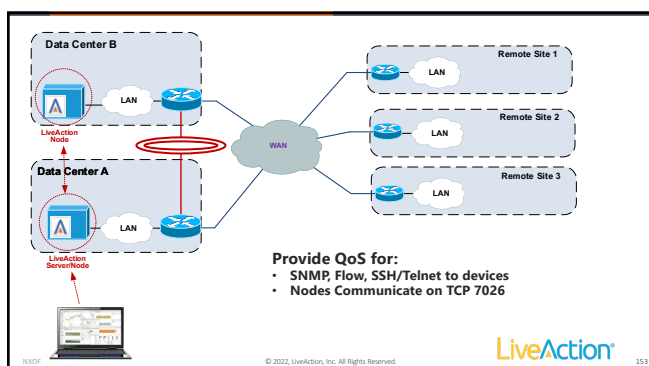 Data Center B
LAN
LiveAction
Node
Data Center A
LAN
LiveAction
Server/Node
WAN
Remote Site 1
LAN
Remote Site 2
LAN
Remote Site 3
LAN
Provide QoS for:
• SNMP, Flow, SSH/Telnet to devices
• Nodes Communicate on TCP 7026
NXOF
© 2022, LiveAction, Inc. All Rights Reserved.
LiveAction®
153